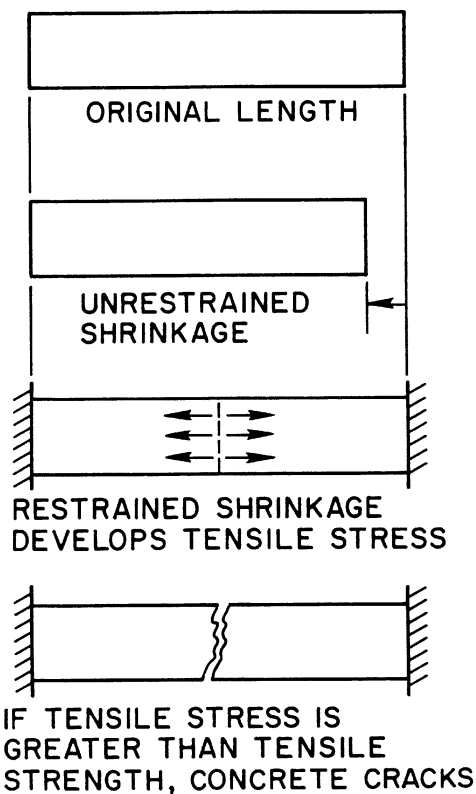 ORIGINAL LENGTH
UNRESTRAINED
SHRINKAGE
RESTRAINED SHRINKAGE
DEVELOPS TENSILE STRESS
IF TENSILE STRESS IS
GREATER THAN TENSILE
STRENGTH, CONCRETE CRACKS